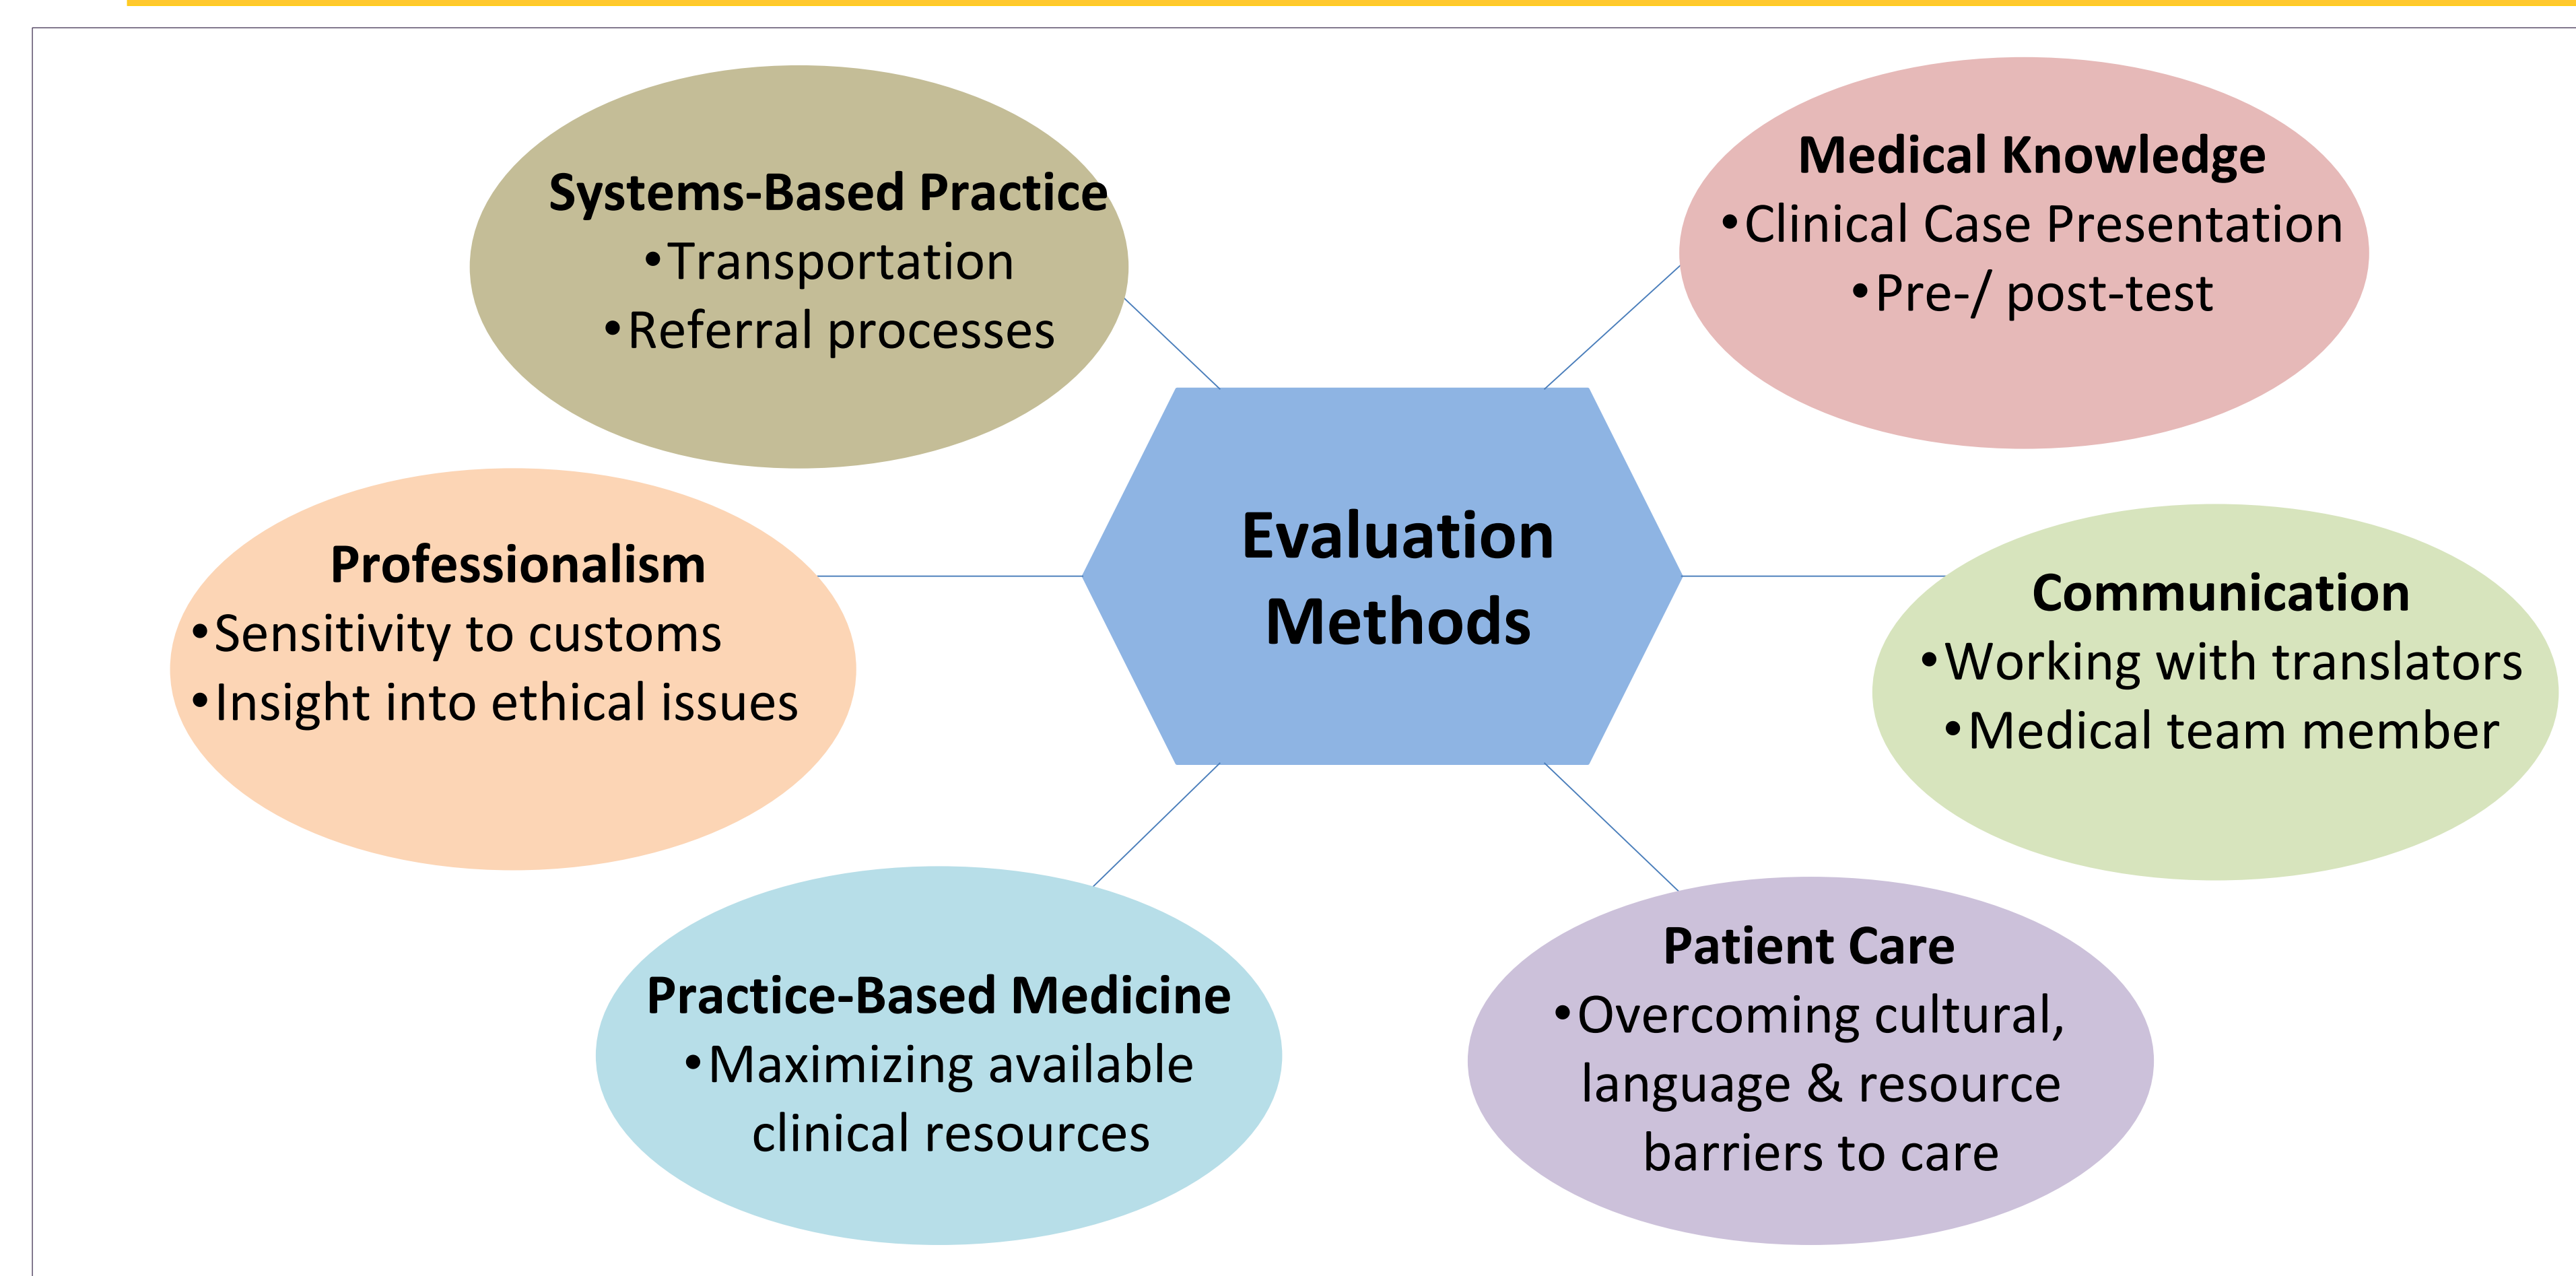 Systems-Based Practice
•Transportation
•Referral processes
Medical Knowledge
•Clinical Case Presentation
•Pre-/ post-test
Evaluation
Methods
Professionalism
•Sensitivity to customs
•Insight into ethical issues
Communication
•Working with translators
•Medical team member
Practice-Based Medicine
•Maximizing available
clinical resources
Patient Care
•Overcoming cultural,
language & resource
barriers to care